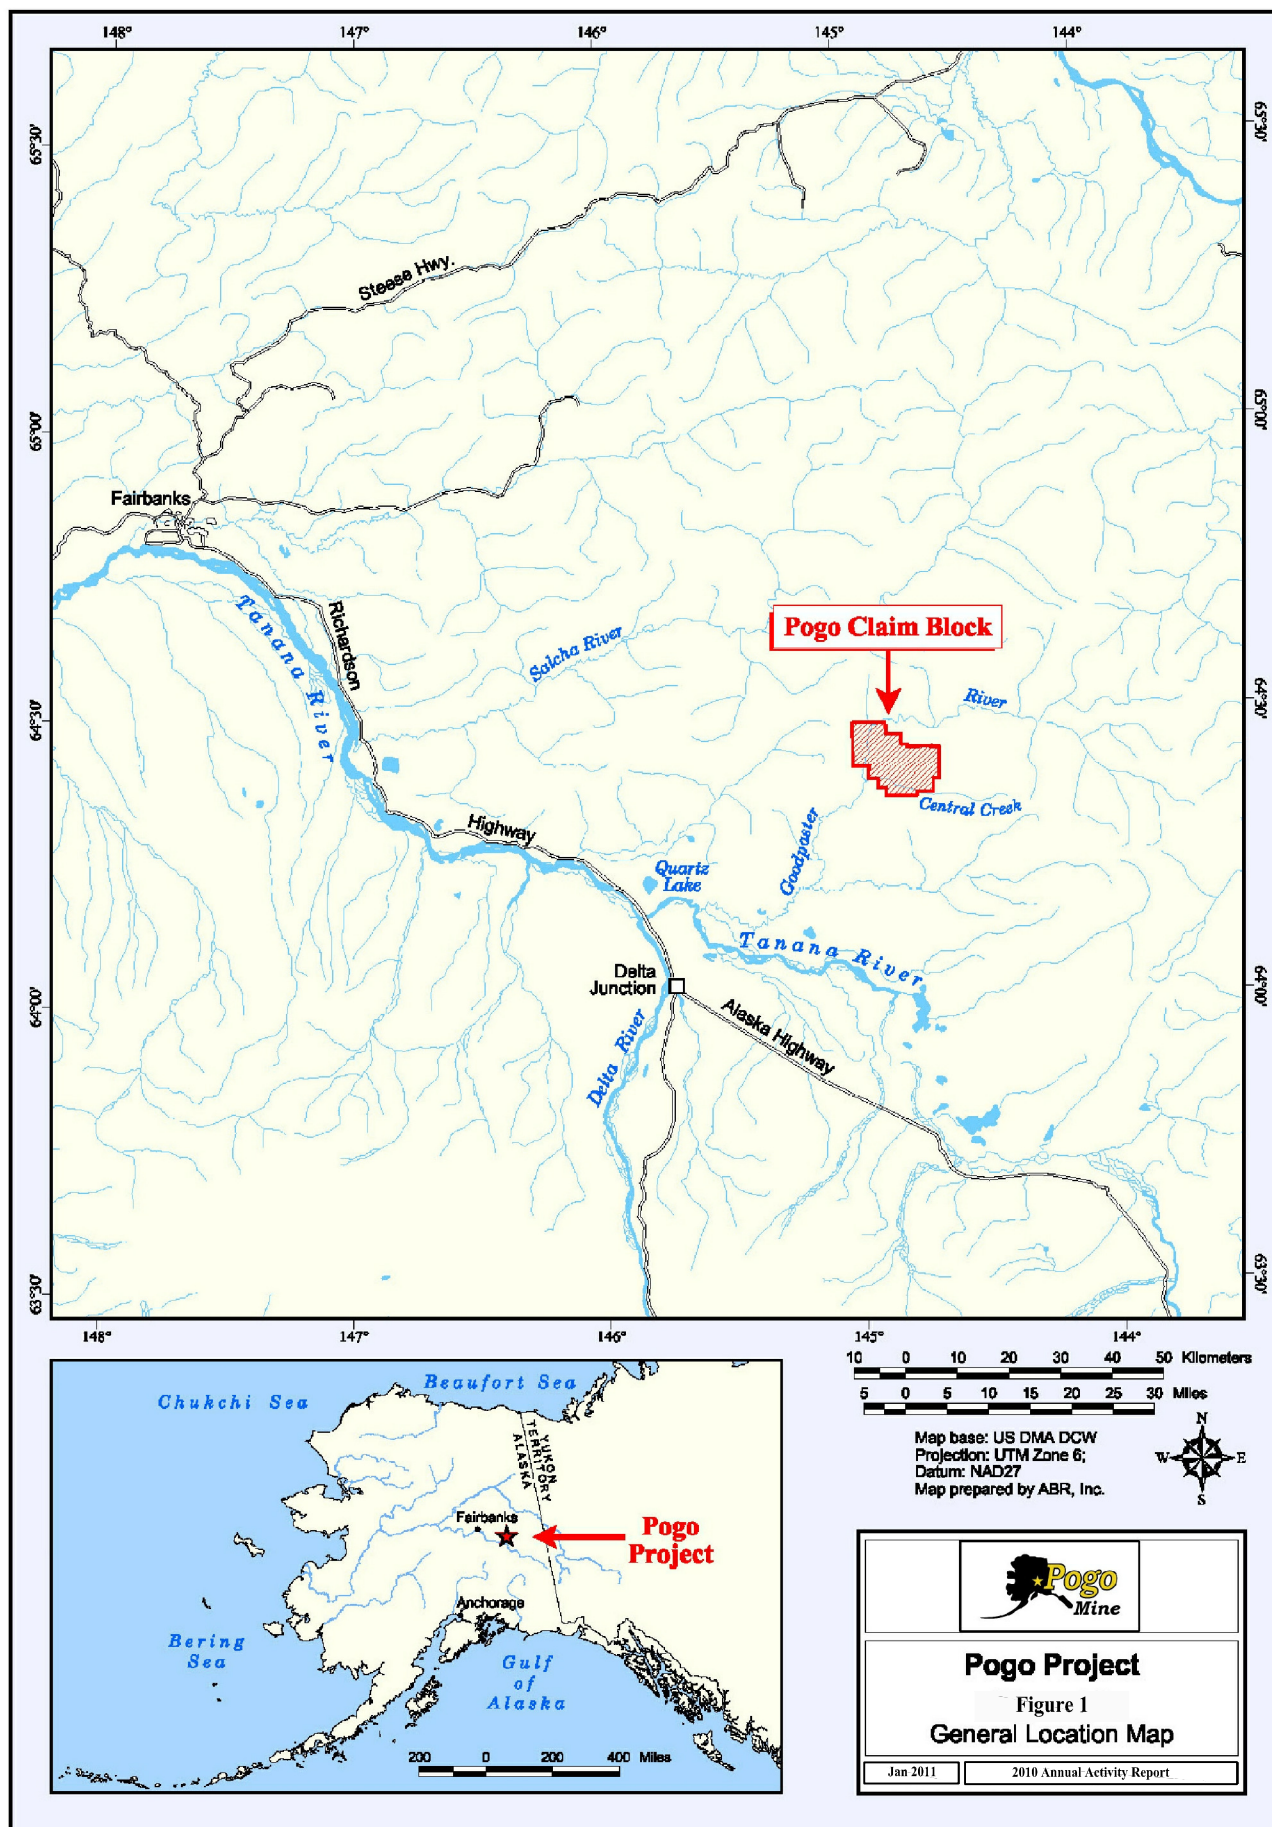 148° 147° 146° 145° 144°
65°30'
65°30'
Steese Hwy.
65°00'
65°00'
Fairbanks
Tanana River
Richardson
Salcha River
Pogo Claim Block
River
64°30'
64°30'
Central Creek
Highway
Goodpaster
Quartz
Lake
Tanana River
Delta
Junction
Alaska Highway
Delta River
64°00'
64°00'
63°30'
63°30'
148° 147° 146° 145° 144°
Chukchi Sea
Beaufort Sea
YUKON
TERRITORY
ALASKA
Fairbanks
Pogo
Project
Anchorage
Bering
Sea
Gulf
of
Alaska
200 0 200 400 Miles
10 0 10 20 30 40 50 Kilometers
5 0 5 10 15 20 25 30 Miles
Map base: US DMA DCW
Projection: UTM Zone 6;
Datum: NAD27
Map prepared by ABR, Inc.
N
W E
S
Pogo
Mine
Pogo Project
Figure 1
General Location Map
Jan 2011
2010 Annual Activity Report